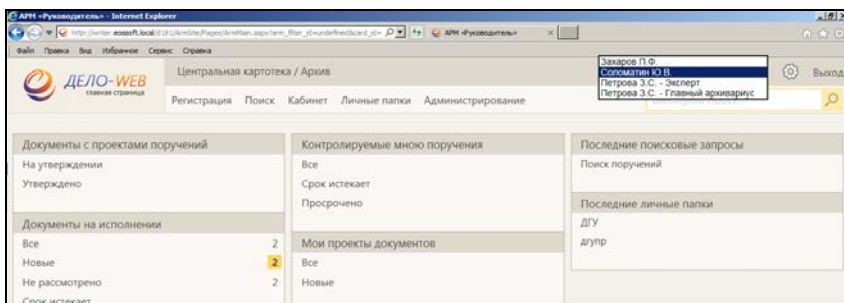 АРМ «Руководитель» - Internet Explorer
АРМ «Руководитель»
Файл Правка Вид Избранное Сервис Справка
Захаров П.Ф.
Соломатин Ю.В.
Петрова З.С. - Эксперт
Петрова З.С. - Главный архивариус
ДЕЛО-WEB
главная страница
Центральная картотека / Архив
Выход
Регистрация Поиск Кабинет Личные папки Администрирование
Документы с проектами поручений
На утверждении
Утверждено
Документы на исполнении
Все 2
Новые 2
Не рассмотрено 2
Срок истекает
Контролируемые мною поручения
Все
Срок истекает
Просрочено
Мои проекты документов
Все
Новые
Последние поисковые запросы
Поиск поручений
Последние личные папки
ДГУ
дгупр